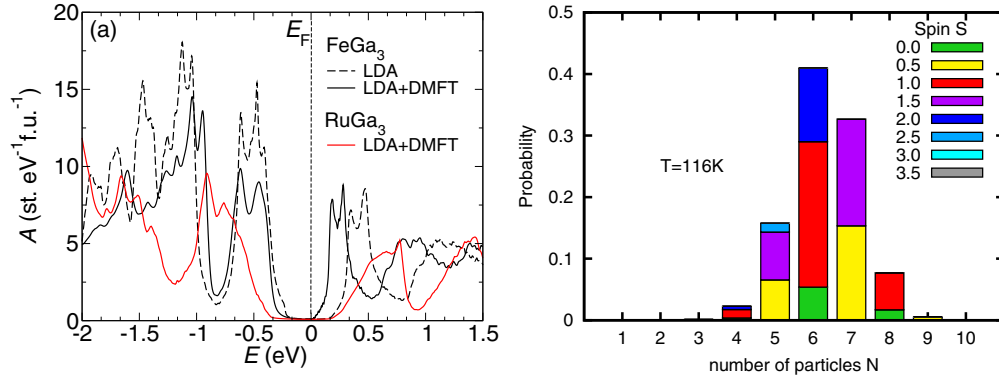 (a)
E_F
FeGa₃
LDA
LDA+DMFT
RuGa₃
LDA+DMFT
A (st. eV⁻¹f.u.⁻¹)
20
15
10
5
0
-2 -1.5 -1 -0.5 0 0.5 1 1.5
E (eV)
Spin S
0.0
0.5
1.0
1.5
2.0
2.5
3.0
3.5
T=116K
Probability
0.5
0.4
0.3
0.2
0.1
0
1 2 3 4 5 6 7 8 9 10
number of particles N